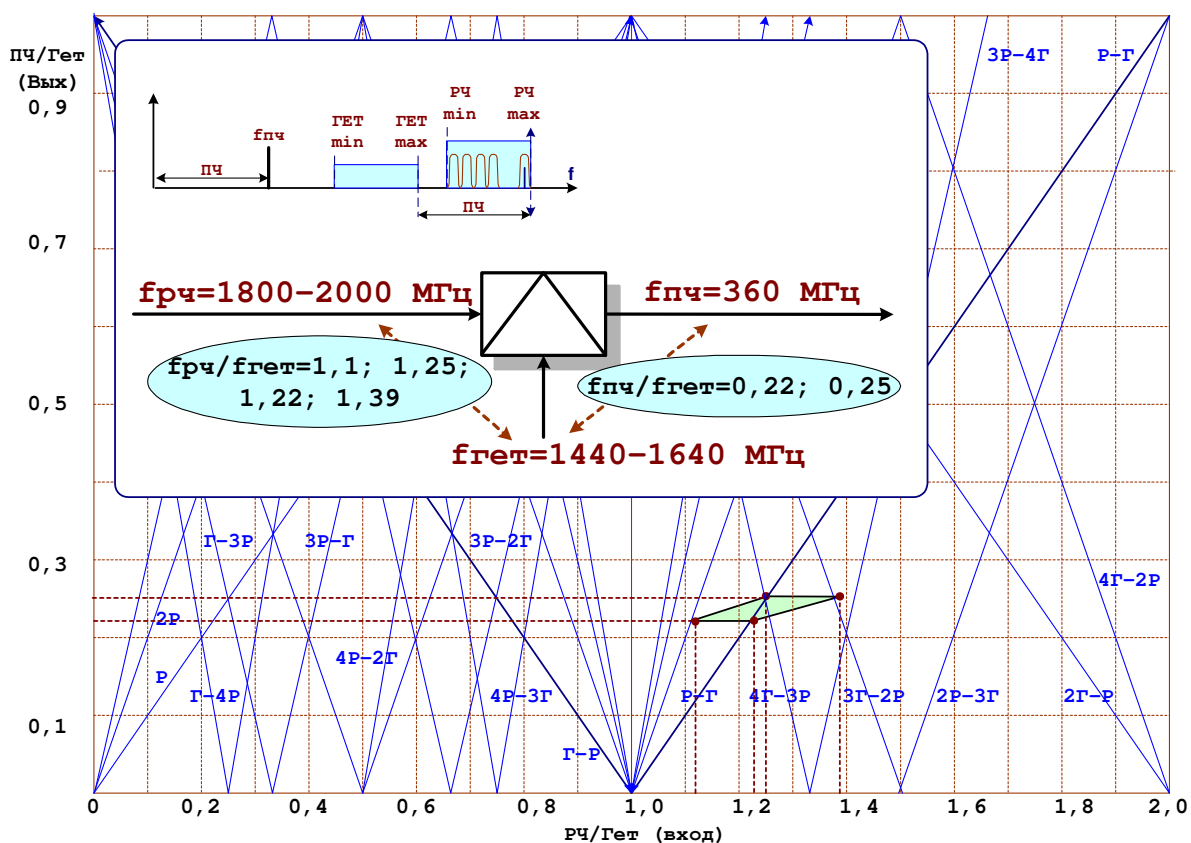 ПЧ/Гет
(Вых)
0,9
0,7
0,5
0,3
0,1
3Р-4Г
Р-Г
РЧ
min
РЧ
max
ГЕТ
min
ГЕТ
max
fпч
ПЧ
f
ПЧ
fрч=1800-2000 МГц
fпч=360 МГц
fрч/fгет=1,1; 1,25;
1,22; 1,39
fпч/fгет=0,22; 0,25
fгет=1440-1640 МГц
Г-3Р
3Р-Г
3Р-2Г
4Г-2Р
2Р
4Р-2Г
Р
Г-4Р
4Р-3Г
Р-Г
4Г-3Р
3Г-2Р
2Р-3Г
2Г-Р
Г-Р
0
0,2
0,4
0,6
0,8
1,0
1,2
1,4
1,6
1,8
2,0
РЧ/Гет (вход)